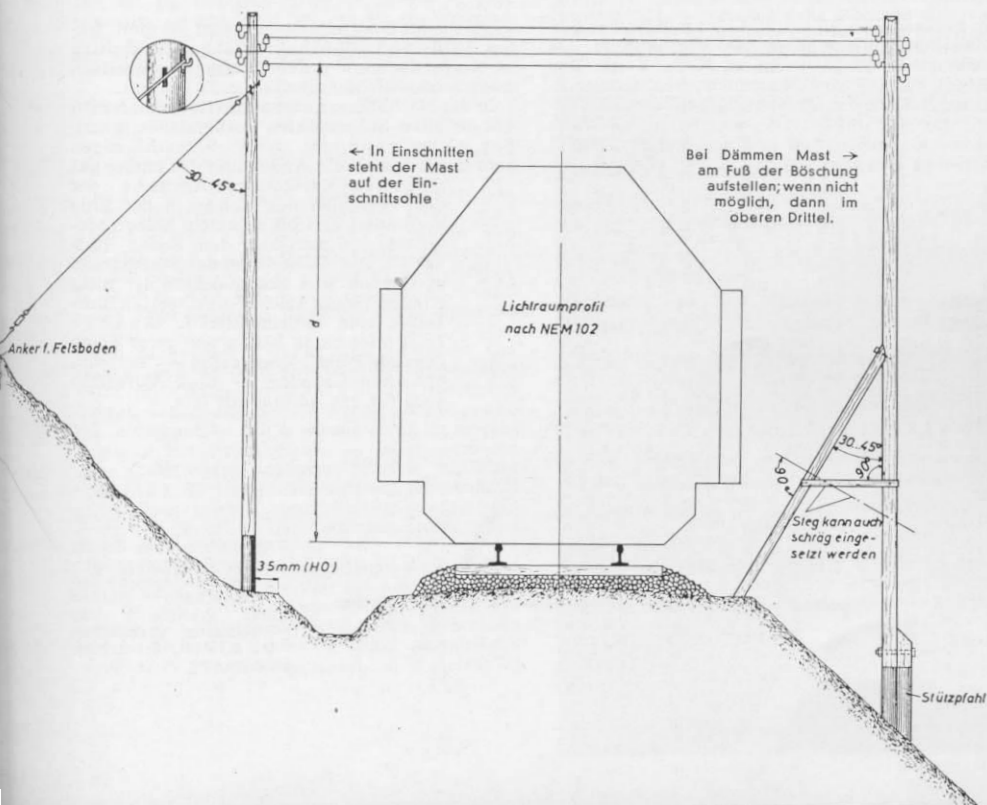 30-45°
← In Einschnitten
steht der Mast
auf der Ein-
schnittsohle
Bei Dämmen Mast →
am Fuß der Böschung
aufstellen; wenn nicht
möglich, dann im
oberen Drittel.
Lichtraumprofil
nach NEM 102
d
Anker f. Felsboden
30-45°
90°
90°
Steg kann auch
schräg einge-
setzt werden
35mm (HO)
Stützpfahl